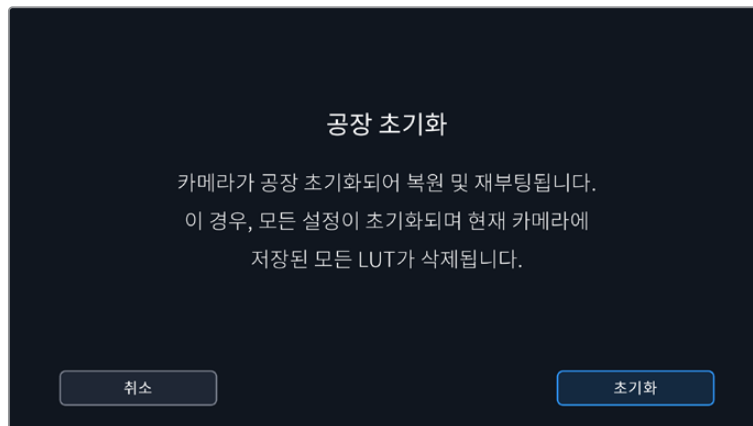 공장 초기화
카메라가 공장 초기화되어 복원 및 재부팅됩니다.
이 경우, 모든 설정이 초기화되며 현재 카메라에
저장된 모든 LUT가 삭제됩니다.
취소
초기화